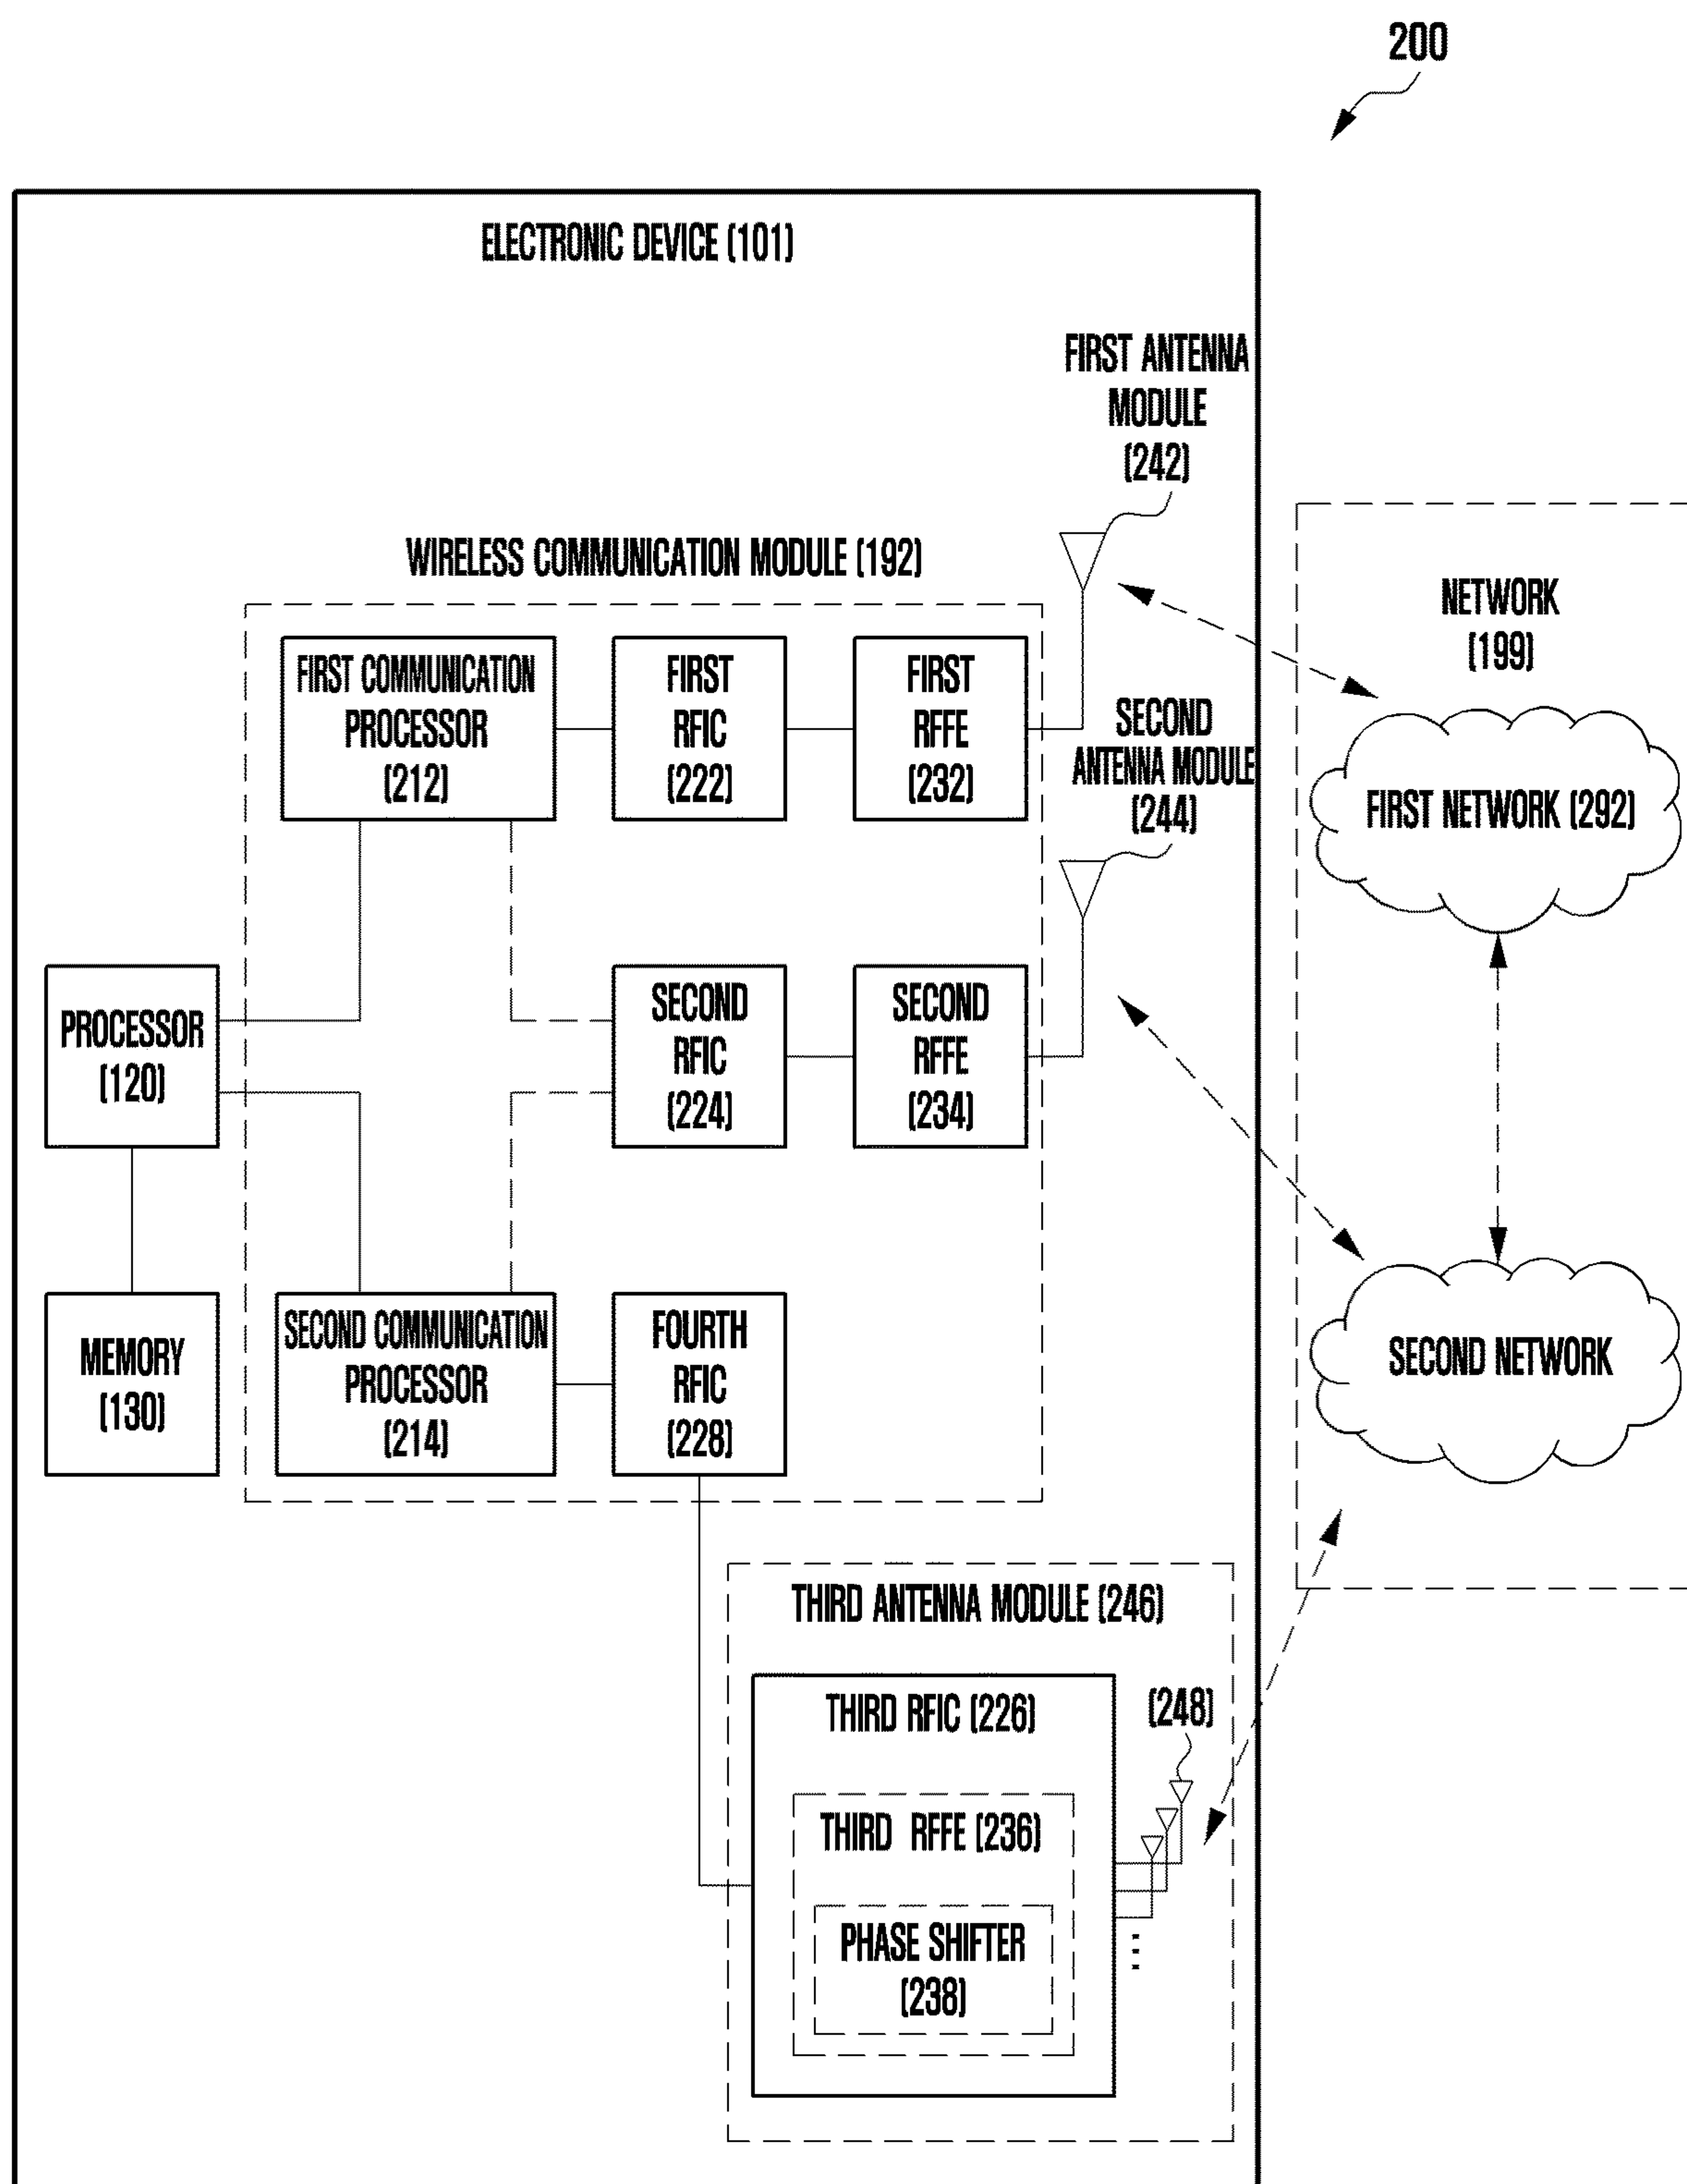 200
ELECTRONIC DEVICE (101)
FIRST ANTENNA
MODULE
(242)
WIRELESS COMMUNICATION MODULE (192)
FIRST COMMUNICATION
PROCESSOR
(212)
FIRST
RFIC
(222)
FIRST
RFFE
(232)
SECOND
ANTENNA MODULE
(244)
NETWORK
(199)
FIRST NETWORK (292)
PROCESSOR
(120)
SECOND
RFIC
(224)
SECOND
RFFE
(234)
MEMORY
(130)
SECOND COMMUNICATION
PROCESSOR
(214)
FOURTH
RFIC
(228)
SECOND NETWORK
THIRD ANTENNA MODULE (246)
THIRD RFIC (226)
(248)
THIRD RFFE (236)
PHASE SHIFTER
(238)
...